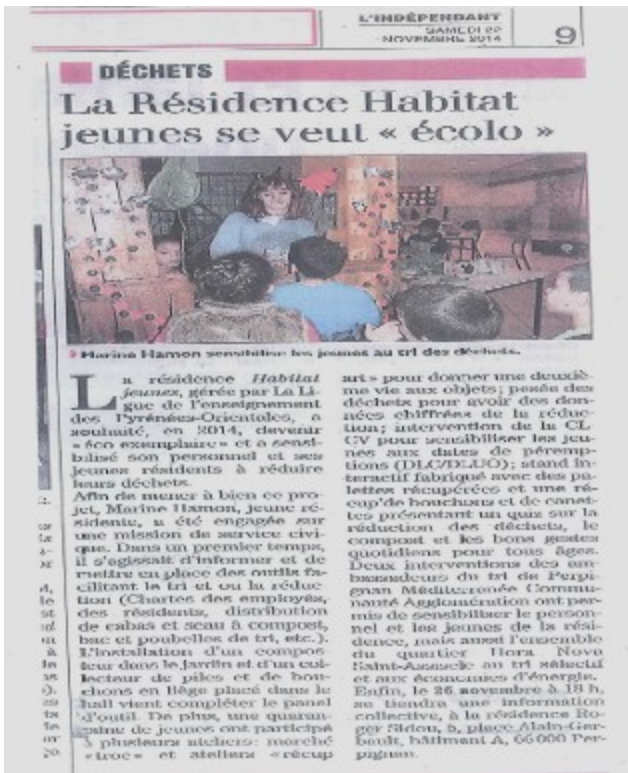 L'INDÉPENDANT
SAMEDI 22
NOVEMBRE 2014
9
DÉCHETS
La Résidence Habitat
jeunes se veut « écolo »
Marine Hamon sensibilise les jeunes au tri des déchets.
La résidence Habitat
jeunes, gérée par La Li-
gue de l'enseignement
des Pyrénées-Orientales, a
souhaité, en 2014, devenir
« éco exemplaire » et a sensi-
bilisé son personnel et ses
jeunes résidents à réduire
leurs déchets.
Afin de mener à bien ce pro-
jet, Marine Hamon, jeune ré-
sidente, a été engagée sur
une mission de service civi-
que. Dans un premier temps,
il s'agissait d'informer et de
mettre en place des outils fa-
cilitant le tri et ou la réduc-
tion (Chartes des employés,
des résidents, distribution
de cabas et seau à compost,
bac et poubelles de tri, etc.).
L'installation d'un compos-
teur dans le jardin et d'un col-
lecteur de piles et de bou-
chons en liège placé dans le
hall vient compléter le panel
d'outil. De plus, une quaran-
taine de jeunes ont participé
à plusieurs ateliers: marché
«troc» et ateliers «récup
art» pour donner une deuxiè-
me vie aux objets; pesée des
déchets pour avoir des don-
nées chiffrées de la réduc-
tion; intervention de la CL
CV pour sensibiliser les jeu-
nes aux dates de péremp-
tions (DLC/DLUO); stand in-
teractif fabriqué avec des pa-
lettes récupérées et une ré-
cup'de bouchons et de canet-
tes présentant un quiz sur la
réduction des déchets, le
compost et les bons gestes
quotidiens pour tous âges.
Deux interventions des am-
bassadeurs du tri de Perpi-
gnan Méditerranée Commu-
nauté Agglomération ont per-
mis de sensibiliser le person-
nel et les jeunes de la rési-
dence, mais aussi l'ensemble
du quartier Hora Novo
Saint-Assiscle au tri sélectif
et aux économies d'énergie.
Enfin, le 26 novembre à 18 h,
se tiendra une information
collective, à la résidence Ro-
ger Sidou, 5, place Alain-Ger-
bault, bâtiment A, 66000 Per-
pignan.